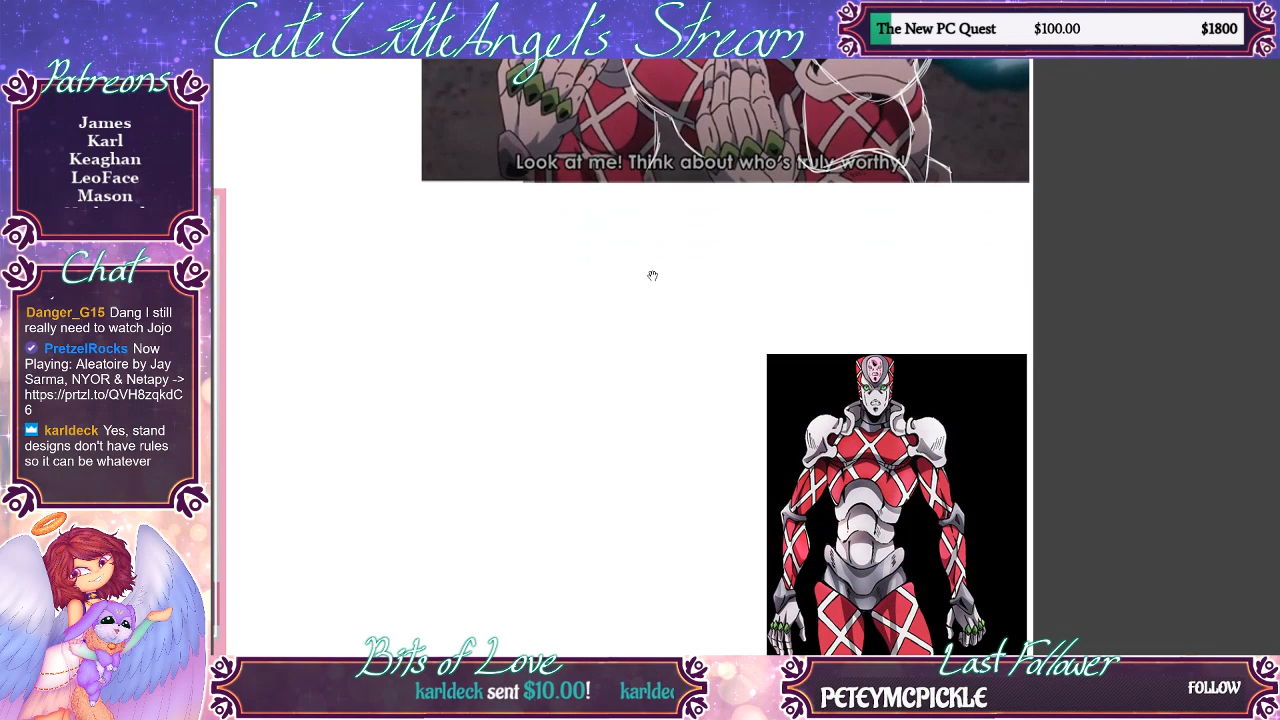 CuteLittleAngel's Stream
The New PC Quest $100.00 $1800
Patreons
James
Karl
Keaghan
LeoFace
Mason
Look at me! Think about who's truly worthy!
Chat
Danger_G15 Dang I still
really need to watch Jojo
PretzelRocks Now
Playing: Aleatoire by Jay
Sarma, NYOR & Netapy ->
https://prtzl.to/QVH8zqkdC
6
karldeck Yes, stand
designs don't have rules
so it can be whatever
Bits of Love
karldeck sent $10.00! karldec
Last Follower
PETEYMCPICKLE
FOLLOW